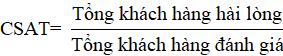 CSAT= Tổng khách hàng hài lòng
Tổng khách hàng đánh giá